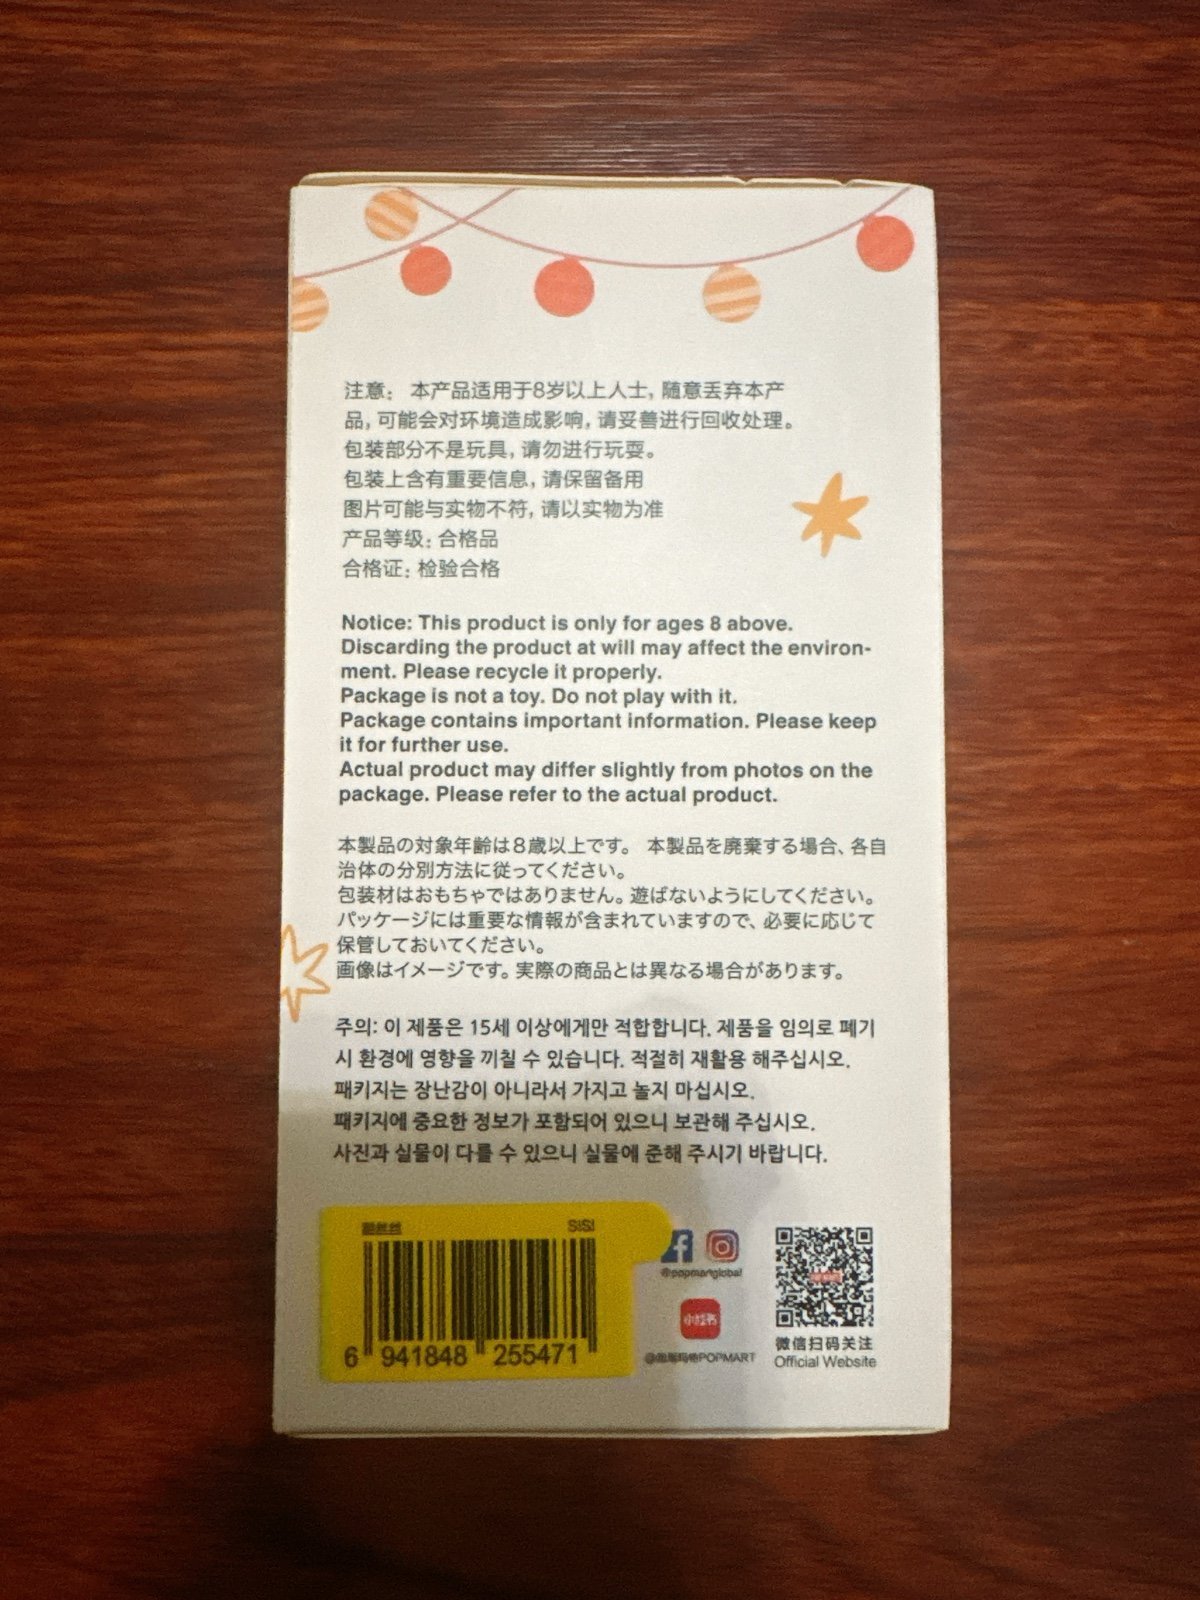 注意： 本产品适用于8岁以上人士，随意丢弃本产
品，可能会对环境造成影响，请妥善进行回收处理。
包装部分不是玩具，请勿进行玩耍。
包装上含有重要信息，请保留备用
图片可能与实物不符，请以实物为准
产品等级：合格品
合格证：检验合格
Notice: This product is only for ages 8 above.
Discarding the product at will may affect the environ-
ment. Please recycle it properly.
Package is not a toy. Do not play with it.
Package contains important information. Please keep
it for further use.
Actual product may differ slightly from photos on the
package. Please refer to the actual product.
本製品の対象年齢は８歳以上です。 本製品を廃棄する場合、各自
治体の分別方法に従ってください。
包装材はおもちゃではありません。遊ばないようにしてください。
パッケージには重要な情報が含まれていますので、必要に応じて
保管しておいてください。
画像はイメージです。実際の商品とは異なる場合があります。
주의: 이 제품은 15세 이상에게만 적합합니다. 제품을 임의로 폐기
시 환경에 영향을 끼칠 수 있습니다. 적절히 재활용 해주십시오.
패키지는 장난감이 아니라서 가지고 놀지 마십시오.
패키지에 중요한 정보가 포함되어 있으니 보관해 주십시오.
사진과 실물이 다를 수 있으니 실물에 준해 주시기 바랍니다.
SISI
6 941848 255471
@popmartglobal
小红书
@泡泡玛特POPMART
微信扫码关注
Official Website